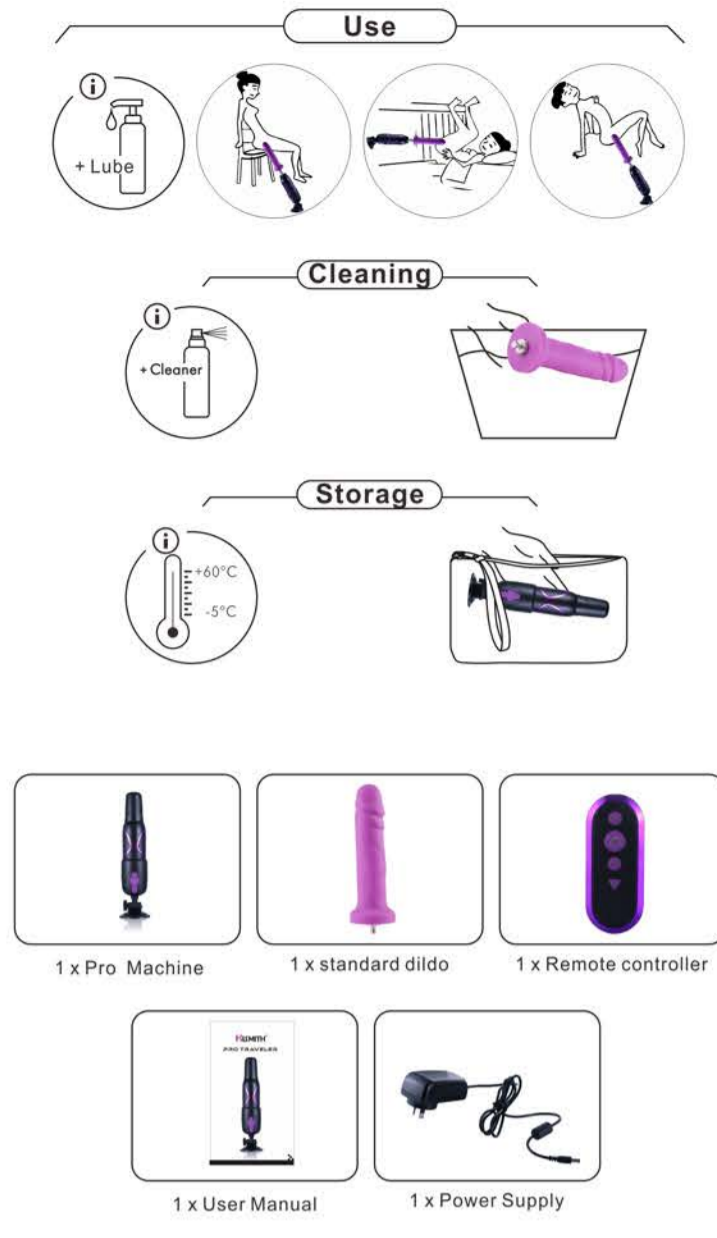 Use
i
+ Lube
Cleaning
i
+ Cleaner
Storage
i
+60°C
-5°C
1 x Pro Machine
1 x standard dildo
1 x Remote controller
HISMITH
PRO TRAVELER
1 x User Manual
1 x Power Supply